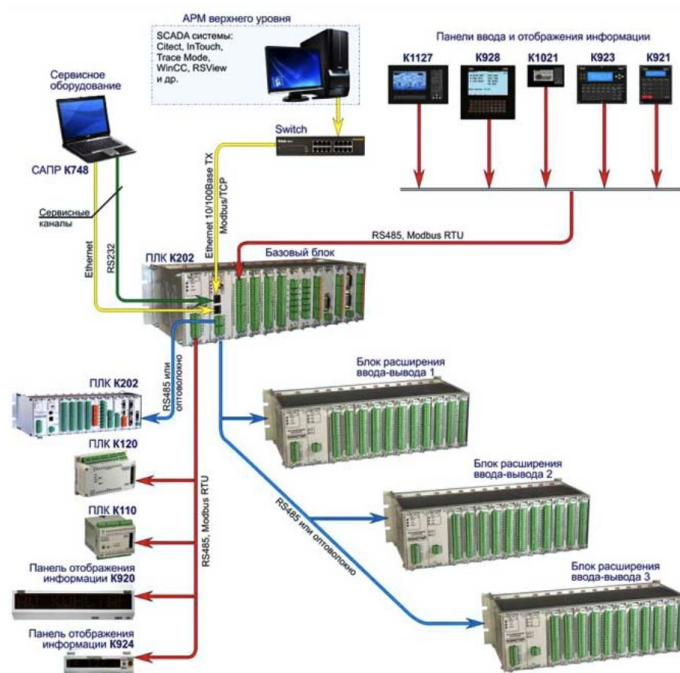 АРМ верхнего уровня
SCADA системы:
Citect, InTouch,
Trace Mode,
WinCC, RSView
и др.
Панели ввода и отображения информации
К1127
К928
К1021
К923
К921
Сервисное
оборудование
САПР К748
Switch
Сервисные
каналы
Ethernet
RS232
Ethernet 10/100Base TX
Modbus/TCP
RS485, Modbus RTU
ПЛК К202
Базовый блок
ПЛК К202
RS485 или
оптоволокно
Блок расширения
ввода-вывода 1
ПЛК К120
ПЛК К110
RS485, Modbus RTU
RS485 или оптоволокно
Блок расширения
ввода-вывода 2
Панель отображения
информации К920
Блок расширения
ввода-вывода 3
Панель отображения
информации К924